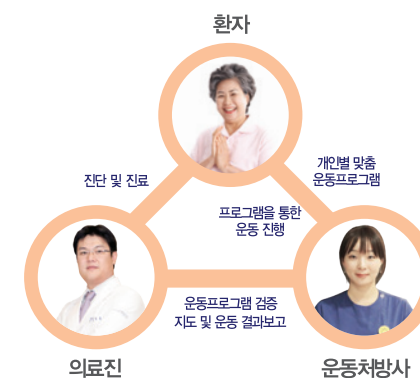 환자
진단 및 진료
개인별 맞춤
운동프로그램
프로그램을 통한
운동 진행
운동프로그램 검증
지도 및 운동 결과보고
의료진
운동처방사